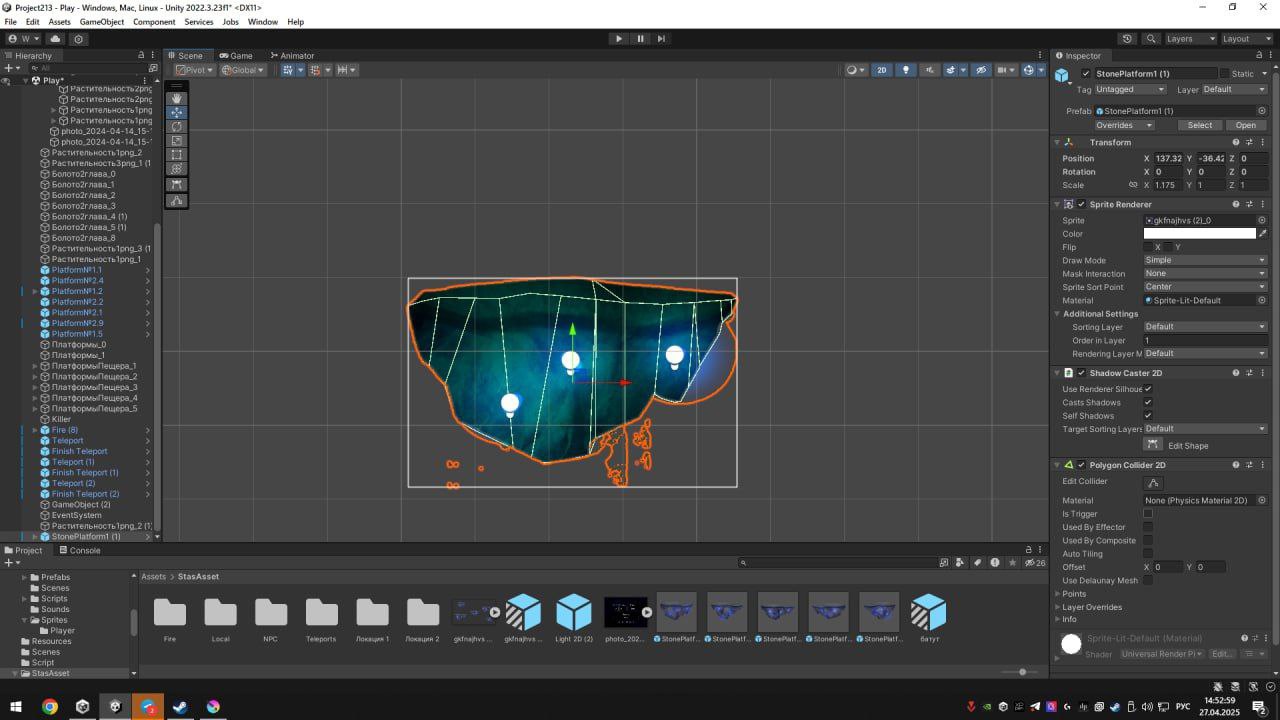 Project213 - Play - Windows, Mac, Linux - Unity 2022.3.23f1* <DX11>
File Edit Assets GameObject Component Services Jobs Window Help
W
Layers Layout
Hierarchy
All
Play*
Растительность2png
Растительность2png
Растительность1png
Растительность1png
photo_2024-04-14_15-1
photo_2024-04-14_15-1
Растительность1png_2
Растительность3png_1 (1
Болото2глава_0
Болото2глава_1
Болото2глава_2
Болото2глава_3
Болото2глава_4 (1)
Болото2глава_5 (1)
Болото2глава_8
Растительность1png_3 (1
Растительность1png_1
Platform№1.1
Platform№2.4
Platform№1.2
Platform№2.2
Platform№2.1
Platform№2.9
Platform№1.5
Платформы_0
Платформы_1
ПлатформыПещера_1
ПлатформыПещера_2
ПлатформыПещера_3
ПлатформыПещера_4
ПлатформыПещера_5
Killer
Fire (8)
Teleport
Finish Teleport
Teleport (1)
Finish Teleport (1)
Teleport (2)
Finish Teleport (2)
GameObject (2)
EventSystem
Растительность1png_2 (1
StonePlatform1 (1)
Scene Game Animator
Pivot Global
2D
Inspector
StonePlatform1 (1) Static
Tag Untagged Layer Default
Prefab StonePlatform1 (1)
Overrides Select Open
Transform
Position X 137.32 Y -36.42 Z 0
Rotation X 0 Y 0 Z 0
Scale X 1.175 Y 1 Z 1
Sprite Renderer
Sprite gkfnajhvs (2)_0
Color
Flip X Y
Draw Mode Simple
Mask Interaction None
Sprite Sort Point Center
Material Sprite-Lit-Default
Additional Settings
Sorting Layer Default
Order in Layer 1
Rendering Layer M Default
Shadow Caster 2D
Use Renderer Silhou
Casts Shadows
Self Shadows
Target Sorting Layers Default
Edit Shape
Polygon Collider 2D
Edit Collider
Material None (Physics Material 2D)
Is Trigger
Used By Effector
Used By Composite
Auto Tiling
Offset X 0 Y 0
Use Delaunay Mesh
Points
Layer Overrides
Info
Sprite-Lit-Default (Material)
Shader Universal Render Pi Edit...
Project Console
26
Prefabs
Scenes
Scripts
Sounds
Sprites
Player
Resources
Scenes
Script
StasAsset
Assets > StasAsset
Fire Local NPC Teleports Локация 1 Локация 2 gkfnajhvs ... gkfnajhvs ... Light 2D (2) photo_202... StonePlatf... StonePlatf... StonePlatf... StonePlatf... StonePlatf... батут
РУС
14:52:59
27.04.2025
2